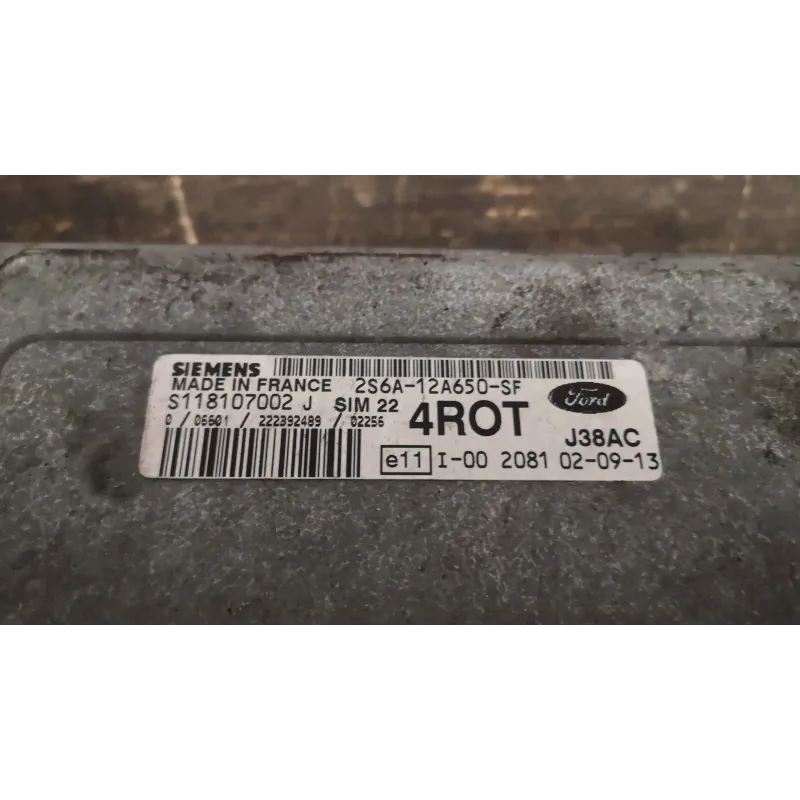 SIEMENS
MADE IN FRANCE 2S6A-12A650-SF
S118107002 J SIM 22 4ROT Ford
0 / 06601 / 222392489 / 02256 J38AC
e11 I-00 2081 02-09-13